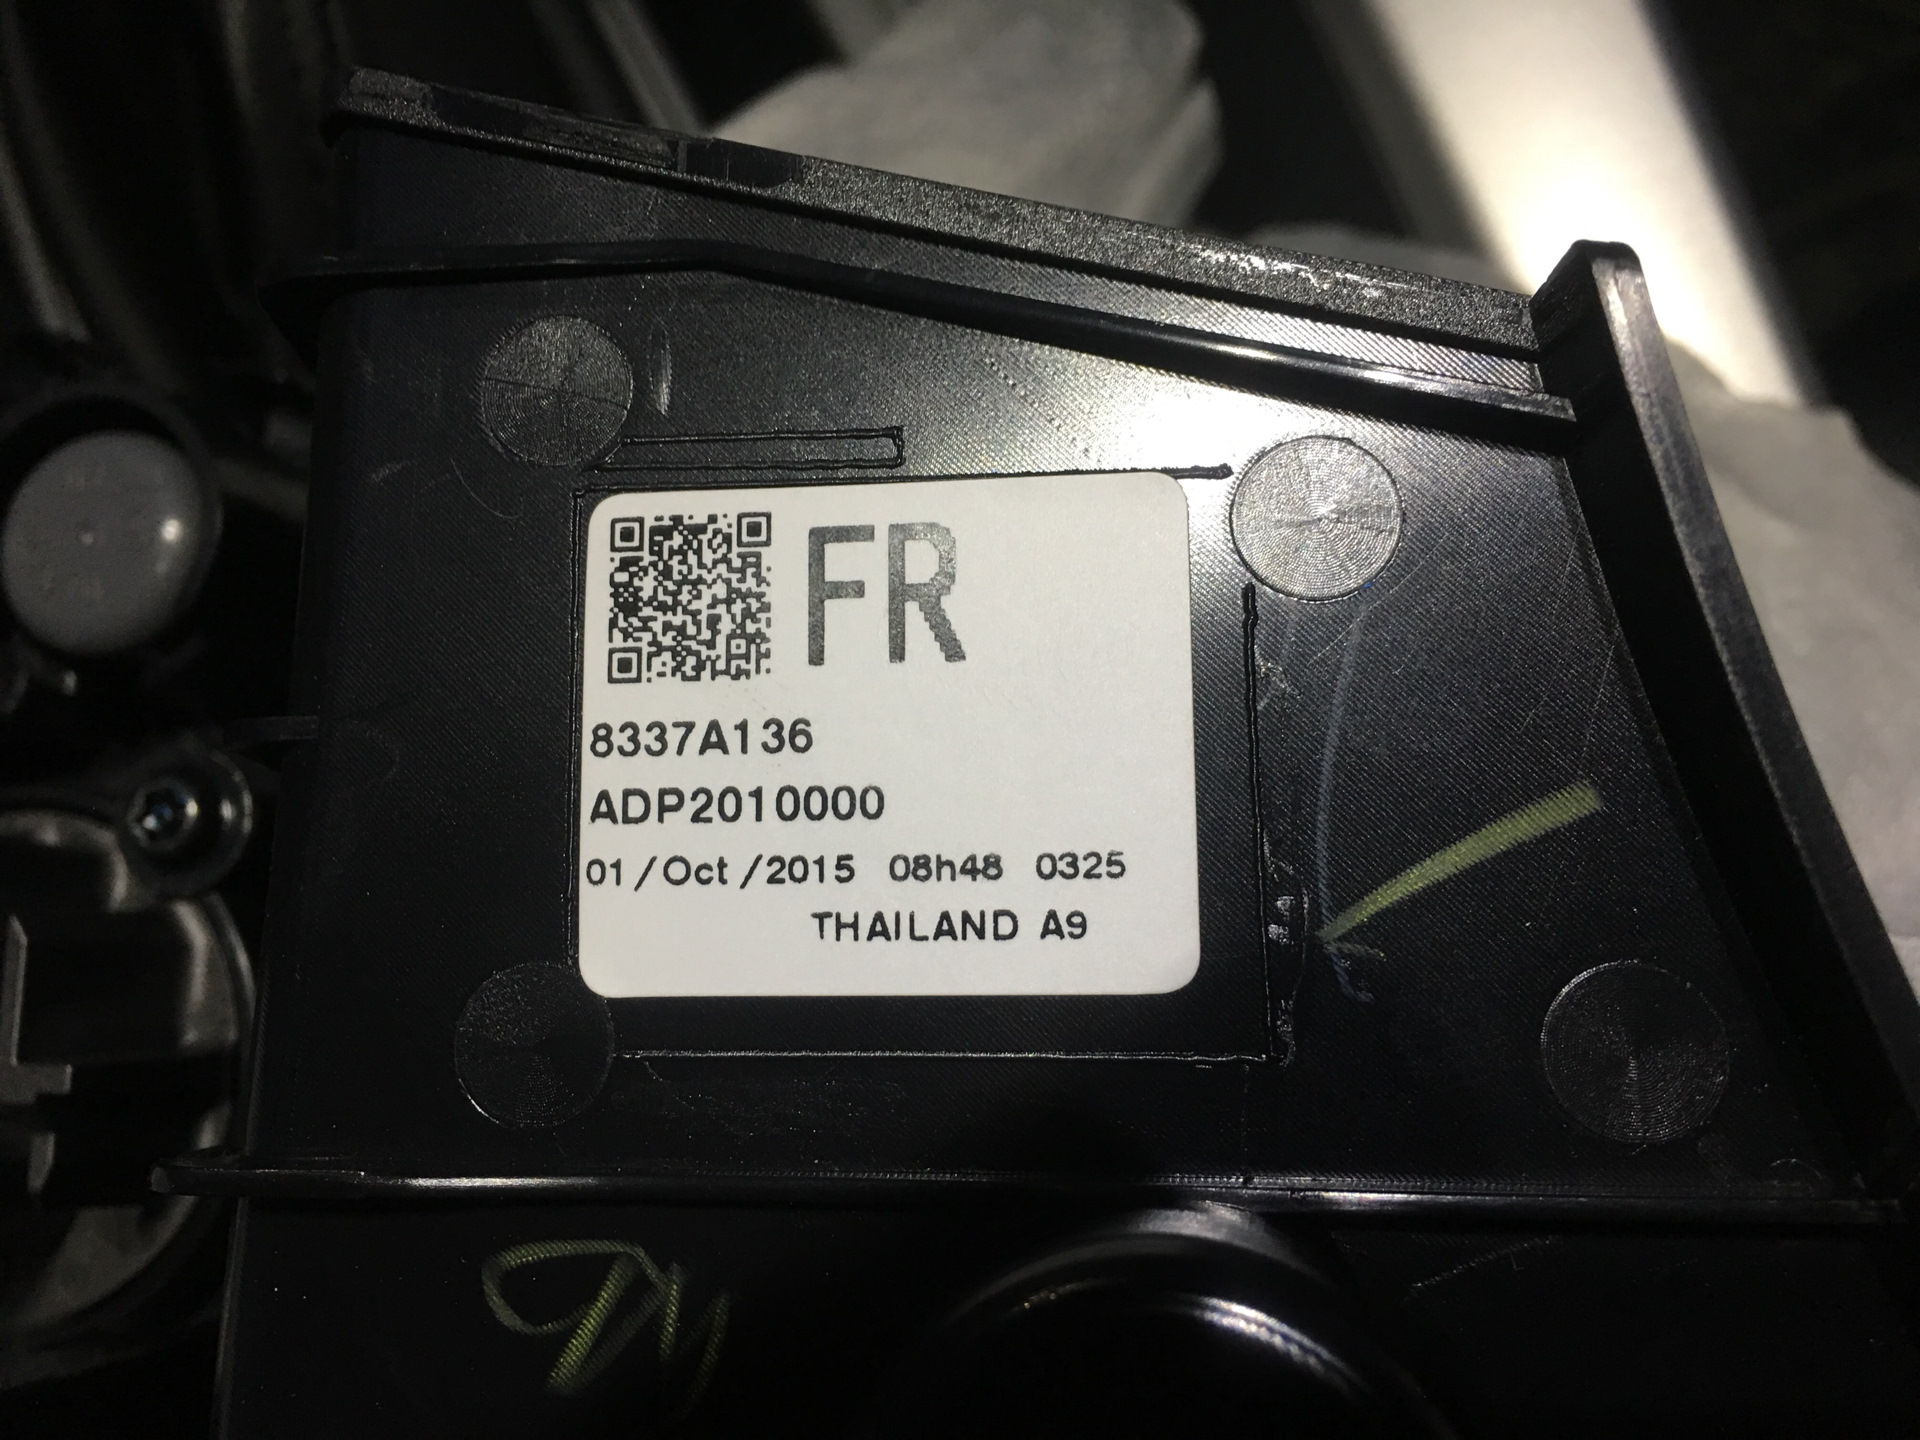 FR
8337A136
ADP2010000
01/Oct/2015 08h48 0325
THAILAND A9